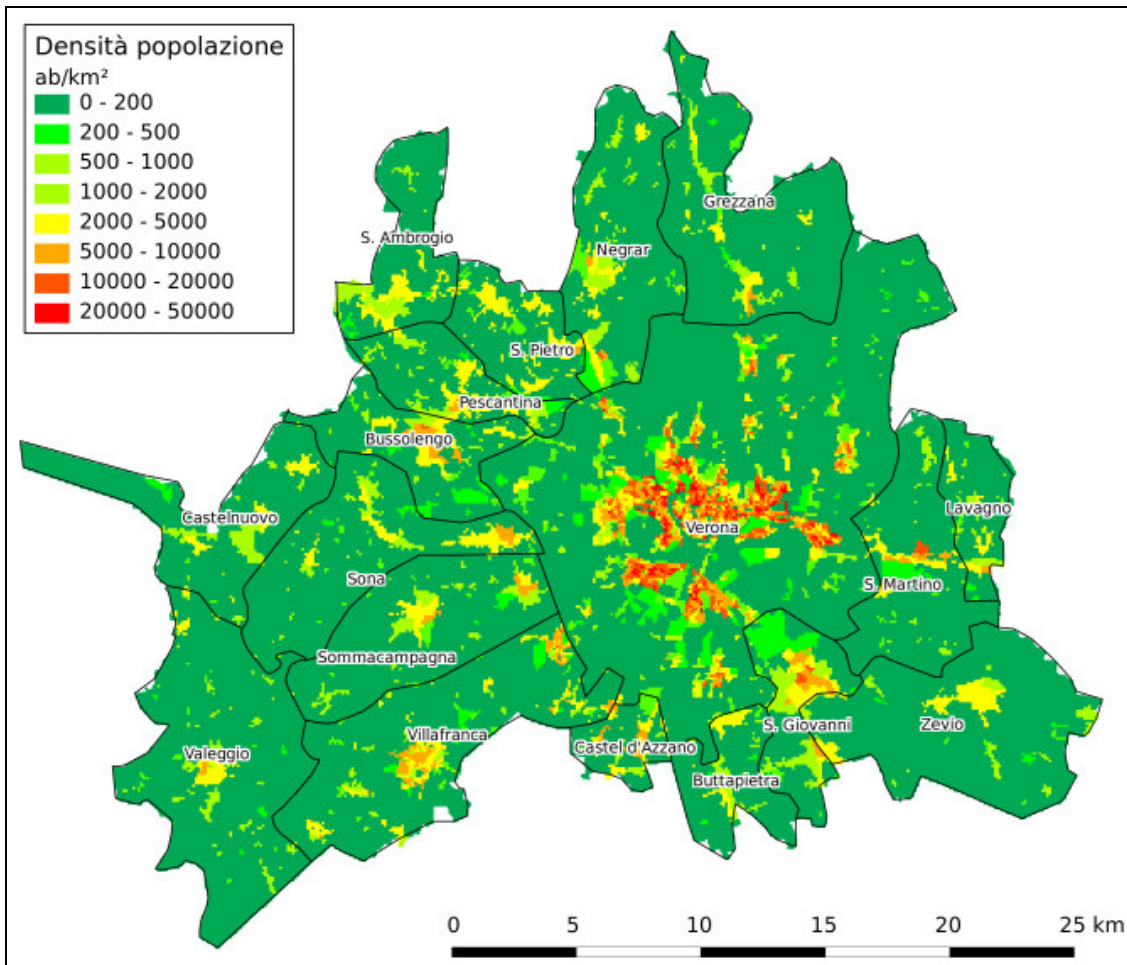 Densità popolazione
ab/km²
0 - 200
200 - 500
500 - 1000
1000 - 2000
2000 - 5000
5000 - 10000
10000 - 20000
20000 - 50000
Grezzana
S. Ambrogio
Negrar
S. Pietro
Pescantina
Bussolengo
Lavagno
Castelnuovo
Verona
Sona
S. Martino
Sommacampagna
S. Giovanni
Zevio
Villafranca
Castel d'Azzano
Valeggio
Buttapietra
0 5 10 15 20 25 km